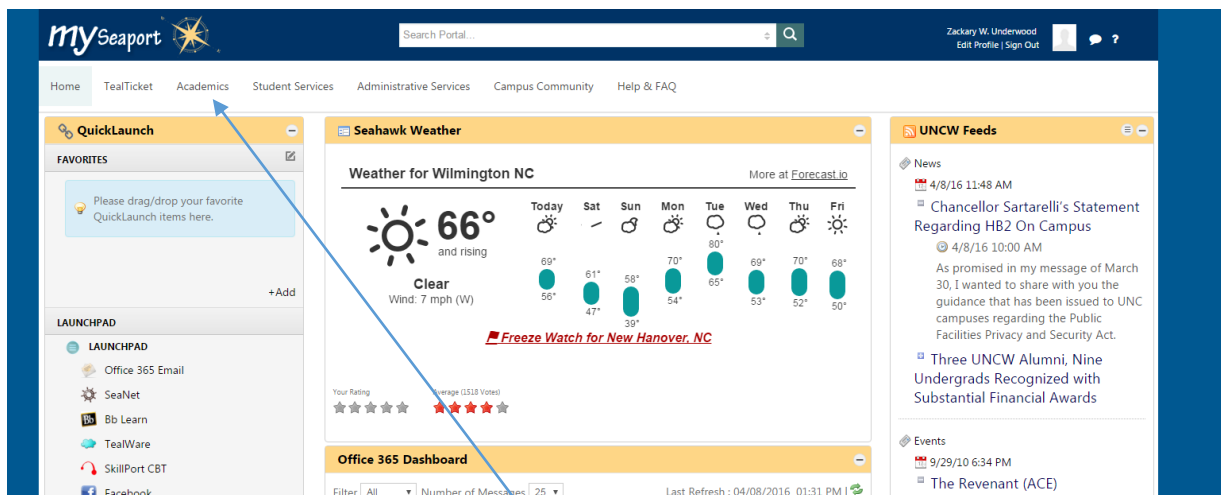 my Seaport
Search Portal...
Zackary W. Underwood
Edit Profile | Sign Out
?
Home TealTicket Academics Student Services Administrative Services Campus Community Help & FAQ
QuickLaunch
FAVORITES
Please drag/drop your favorite
QuickLaunch items here.
+Add
LAUNCHPAD
LAUNCHPAD
Office 365 Email
SeaNet
Bb Bb Learn
TealWare
SkillPort CBT
Facebook
Seahawk Weather
Weather for Wilmington NC More at Forecast.io
66°
and rising
Clear
Wind: 7 mph (W)
Today Sat Sun Mon Tue Wed Thu Fri
69° 61° 58° 70° 80° 69° 70° 68°
56° 47° 39° 54° 65° 53° 52° 50°
Freeze Watch for New Hanover, NC
Your Rating Average (1518 Votes)
Office 365 Dashboard
Filter All Number of Messages 25 Last Refresh : 04/08/2016 01:31 PM |
UNCW Feeds
News
4/8/16 11:48 AM
Chancellor Sartarelli's Statement
Regarding HB2 On Campus
4/8/16 10:00 AM
As promised in my message of March
30, I wanted to share with you the
guidance that has been issued to UNC
campuses regarding the Public
Facilities Privacy and Security Act.
Three UNCW Alumni, Nine
Undergrads Recognized with
Substantial Financial Awards
Events
9/29/10 6:34 PM
The Revenant (ACE)